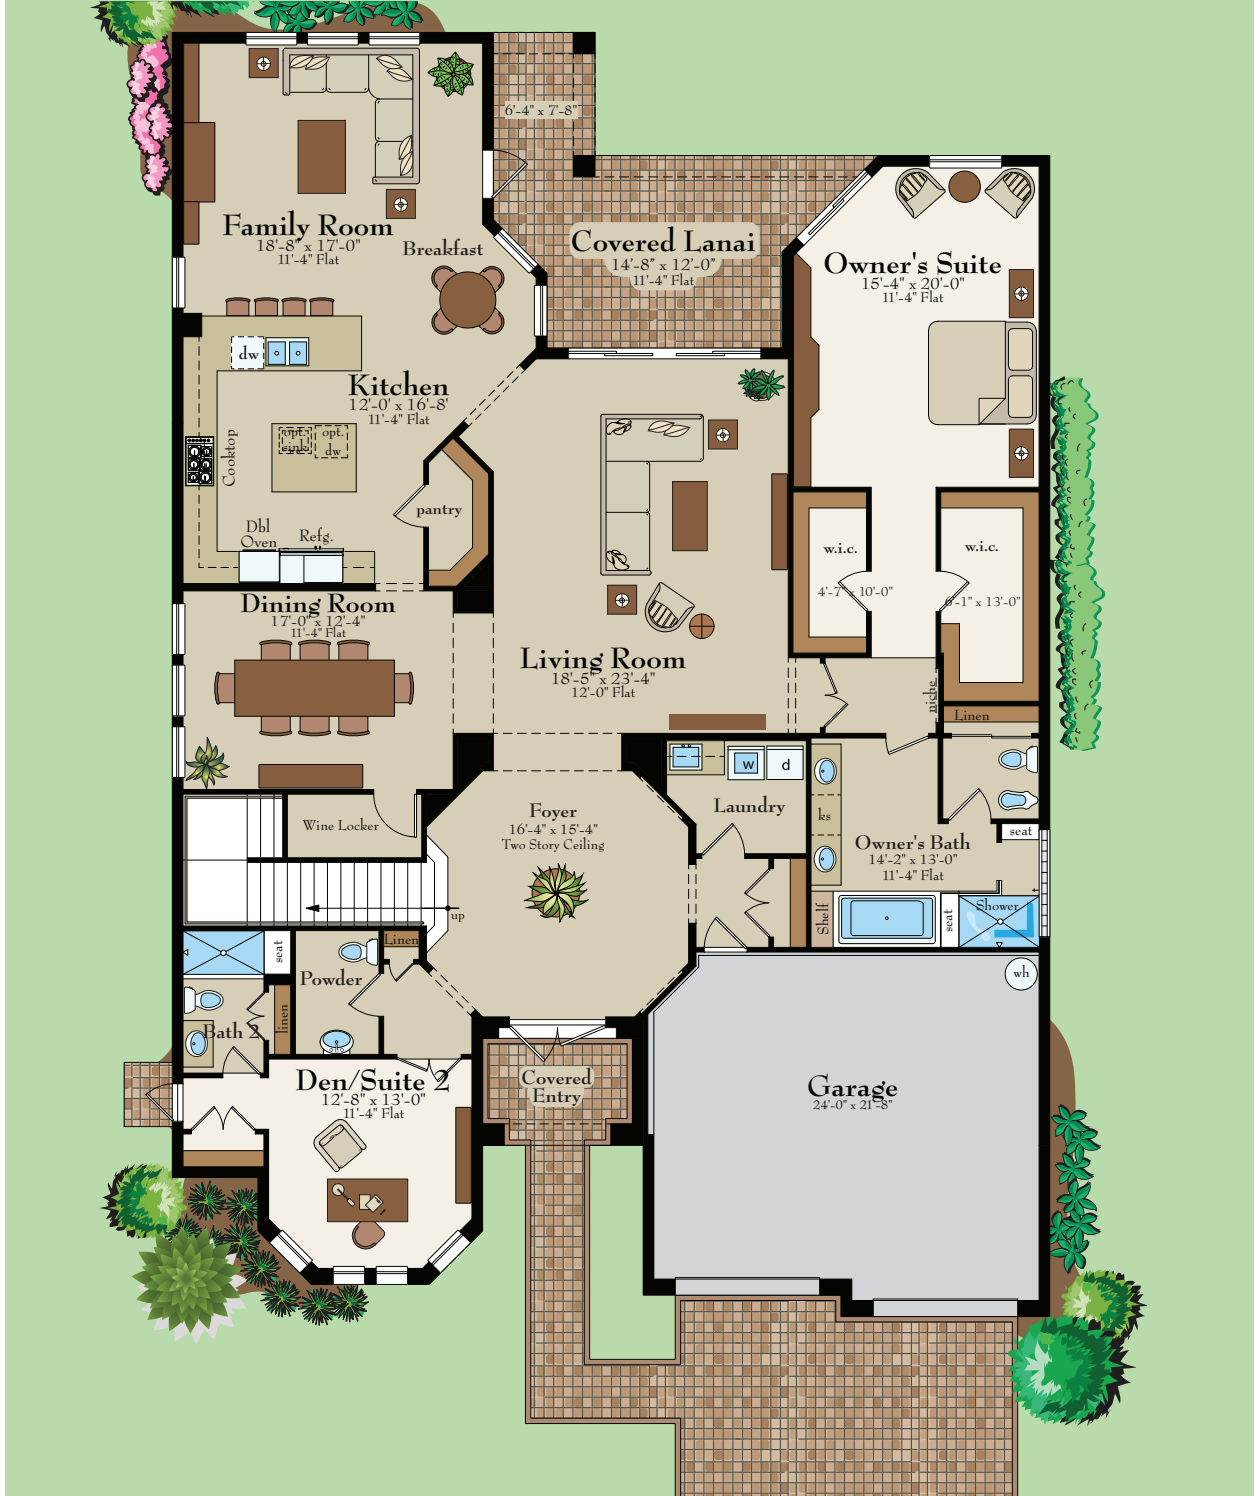 6'-4" x 7'-8"
Family Room
18'-8" x 17'-0"
11'-4" Flat
Breakfast
Covered Lanai
14'-8" x 12'-0"
11'-4" Flat
Owner's Suite
15'-4" x 20'-0"
11'-4" Flat
dw
Kitchen
12'-0' x 16'-8'
11'-4" Flat
opt.
sink
opt.
dw
Cooktop
pantry
Dbl
Oven
Refg.
w.i.c.
4'-7" x 10'-0"
w.i.c.
6'-1" x 13'-0"
Dining Room
17'-0" x 12'-4"
11'-4" Flat
Living Room
18'-5" x 23'-4"
12'-0" Flat
niche
Linen
w
d
Laundry
Foyer
16'-4" x 15'-4"
Two Story Ceiling
Wine Locker
ks
seat
Owner's Bath
14'-2" x 13'-0"
11'-4" Flat
up
Shelf
seat
Shower
seat
Linen
Powder
linen
Bath 2
wh
Den/Suite 2
12'-8" x 13'-0"
11'-4" Flat
Covered
Entry
Garage
24'-0" x 21'-8"